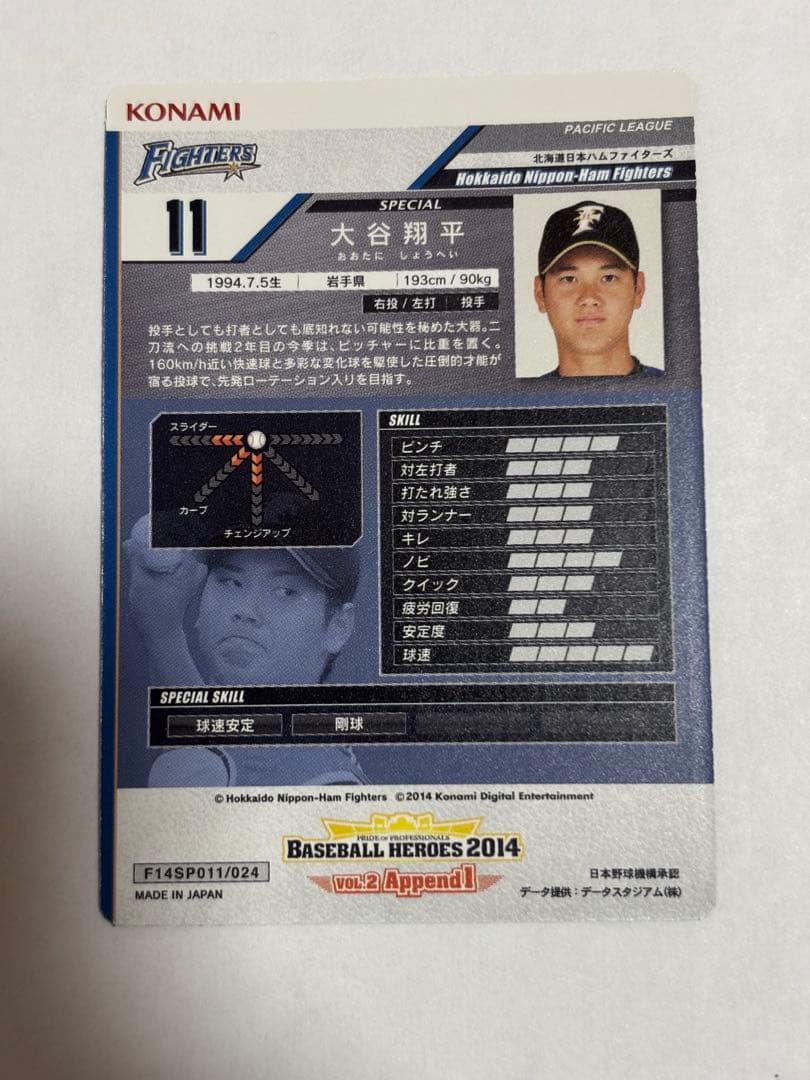 KONAMI
PACIFIC LEAGUE
FIGHTERS
北海道日本ハムファイターズ
Hokkaido Nippon-Ham Fighters
11
SPECIAL
大谷翔平
おおたに しょうへい
1994.7.5生 岩手県 193cm / 90kg
右投 / 左打 投手
投手としても打者としても底知れない可能性を秘めた大器。二
刀流への挑戦2年目の今季は、ピッチャーに比重を置く。
160km/h近い快速球と多彩な変化球を駆使した圧倒的才能が
宿る投球で、先発ローテーション入りを目指す。
スライダー
カーブ
チェンジアップ
SKILL
ピンチ
対左打者
打たれ強さ
対ランナー
キレ
ノビ
クイック
疲労回復
安定度
球速
SPECIAL SKILL
球速安定 剛球
© Hokkaido Nippon-Ham Fighters ©2014 Konami Digital Entertainment
PRIDE OF PROFESSIONALS
BASEBALL HEROES 2014
VOL.2 Append1
F14SP011/024
MADE IN JAPAN
日本野球機構承認
データ提供：データスタジアム(株)